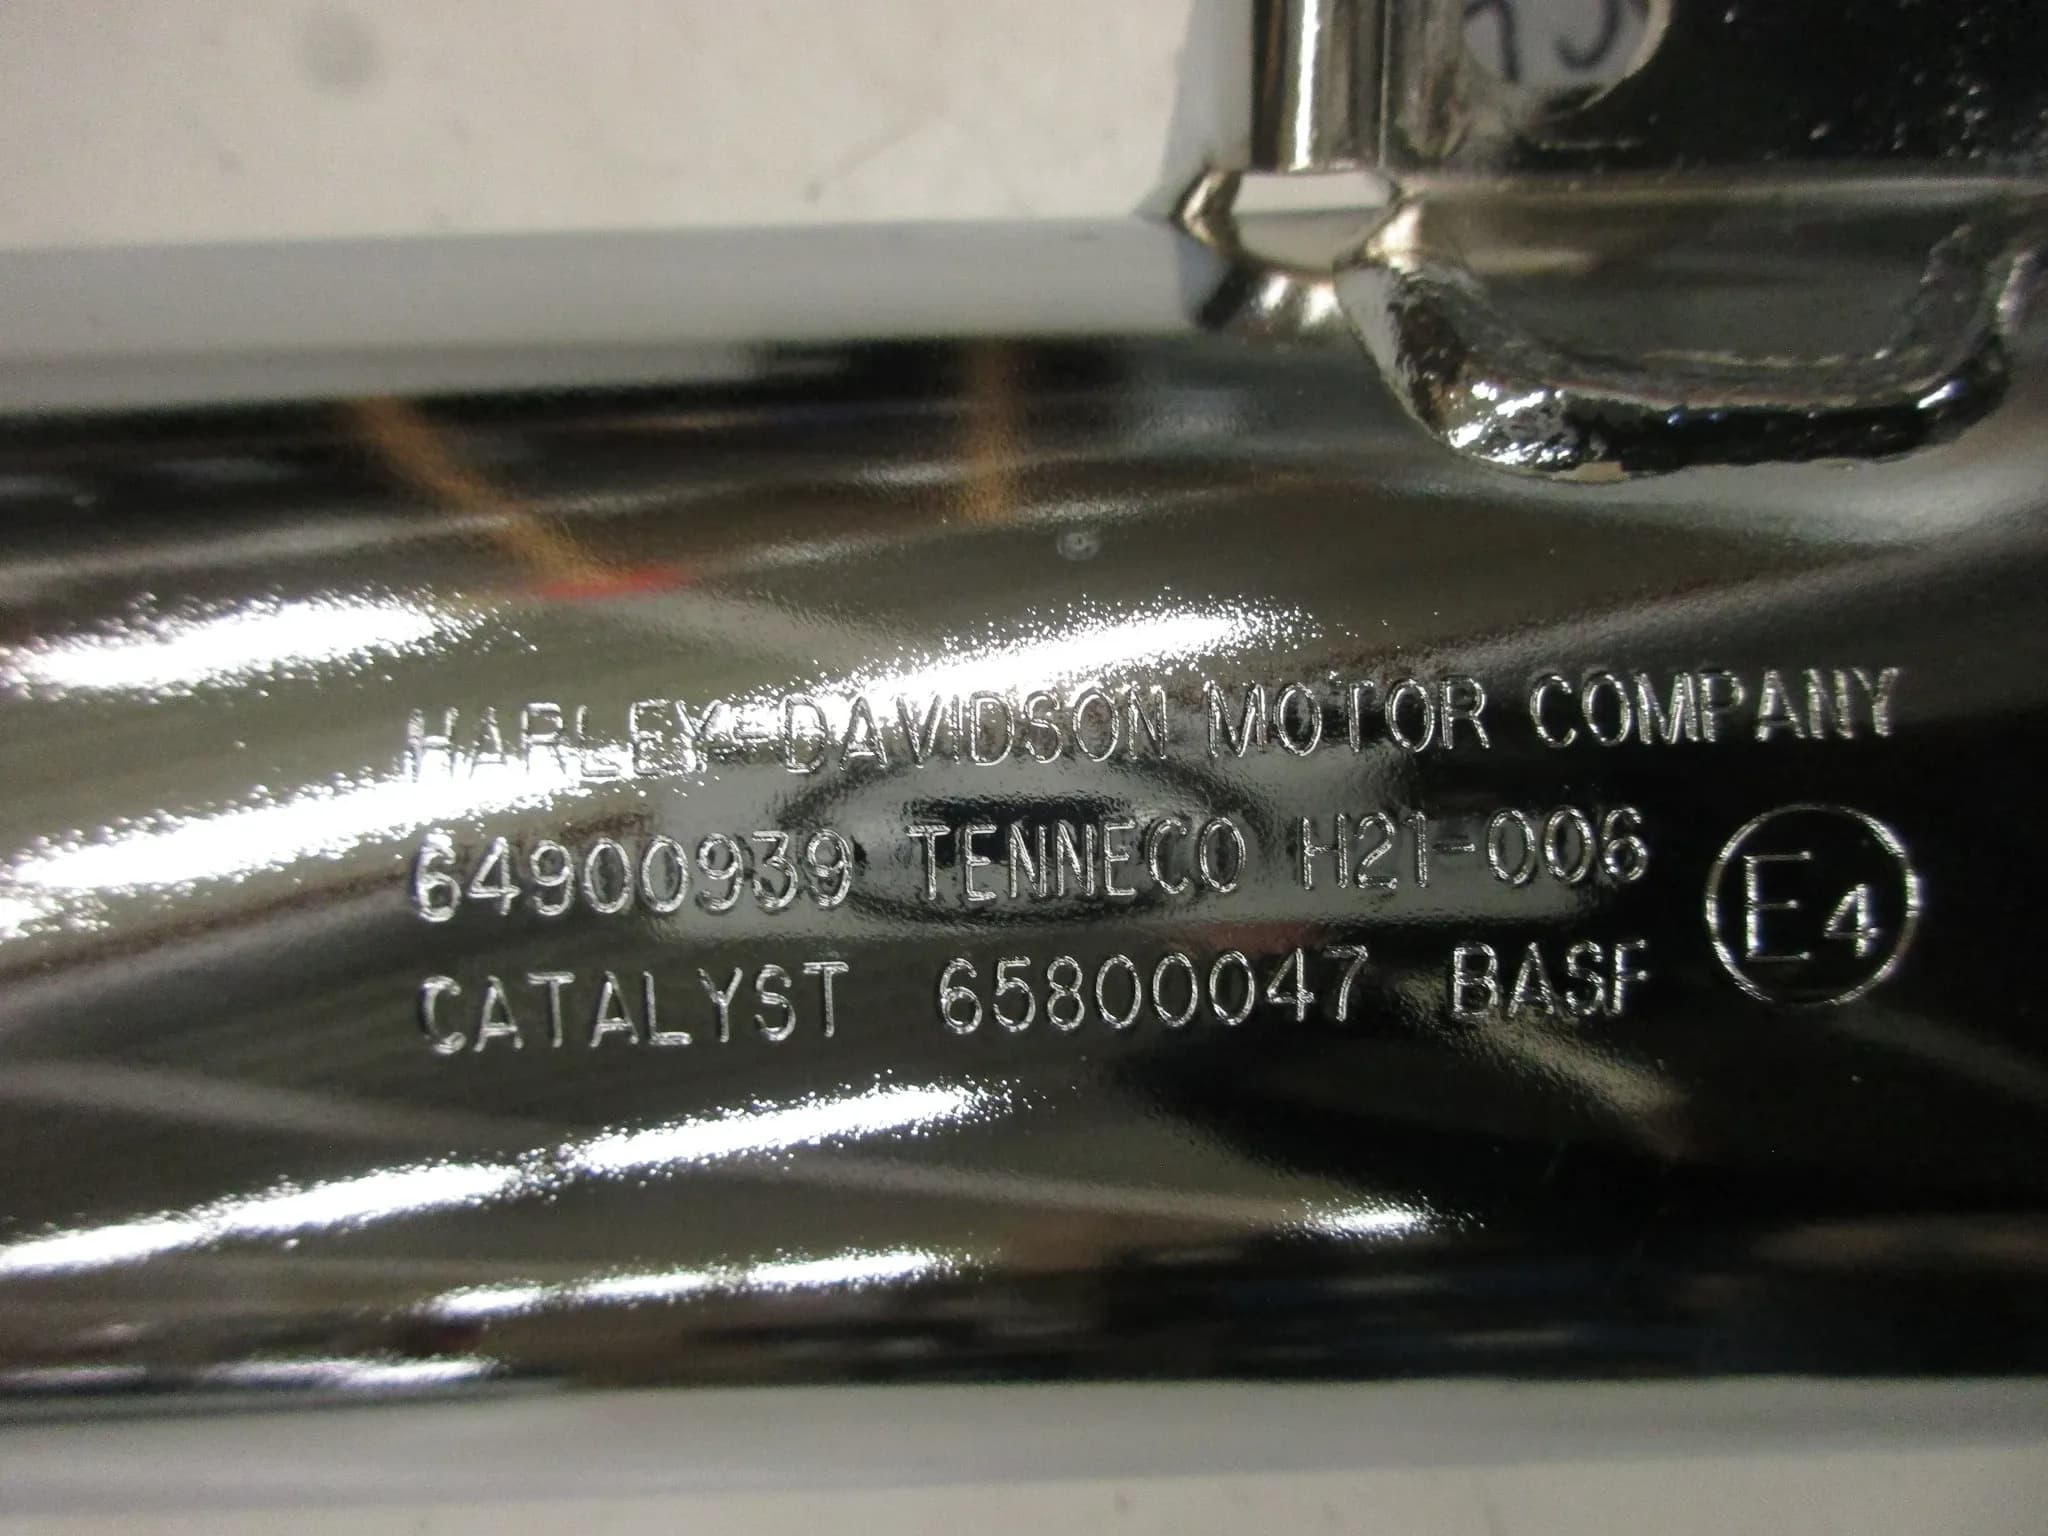 HARLEY-DAVIDSON MOTOR COMPANY
64900939 TENNECO H21-006
CATALYST 65800047 BASF
E4